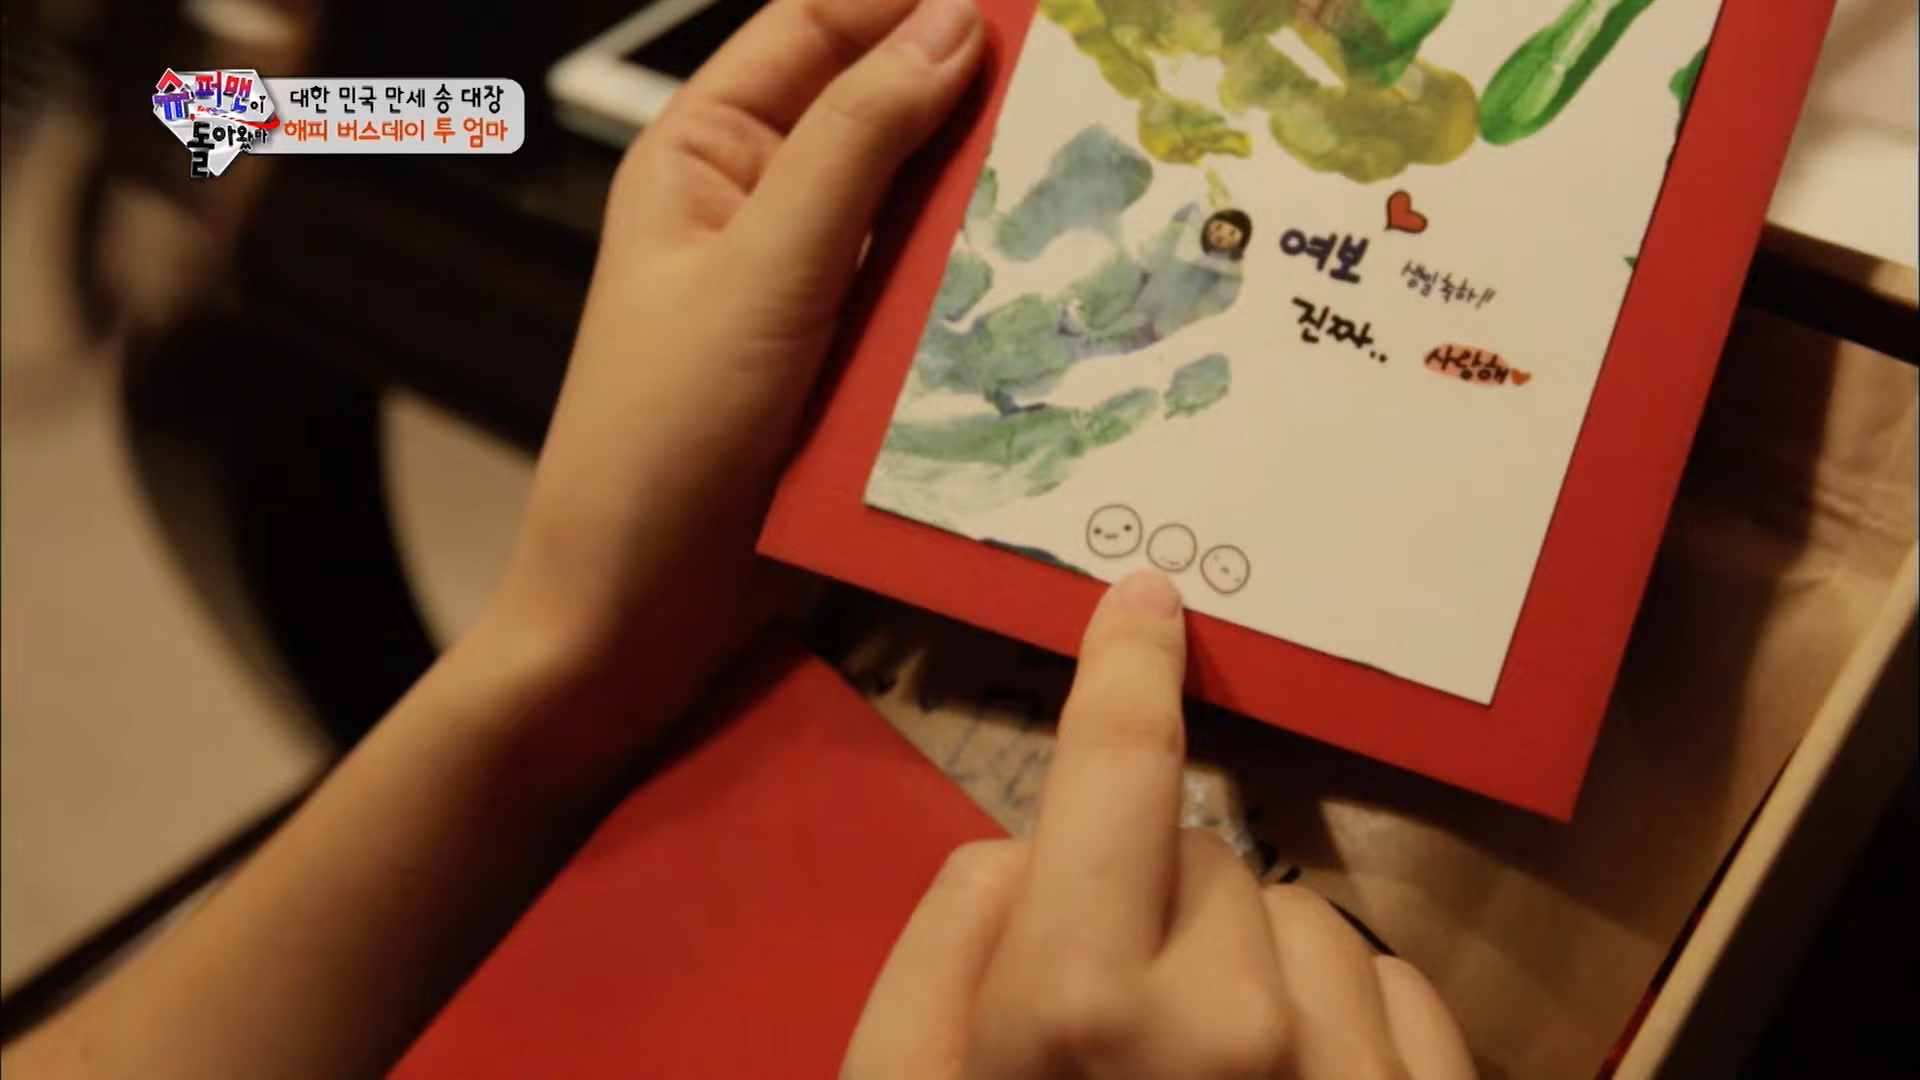 슈퍼맨이
돌아왔다
대한 민국 만세 송 대장
해피 버스데이 투 엄마
여보
생일 축하!!
진짜..
사랑해